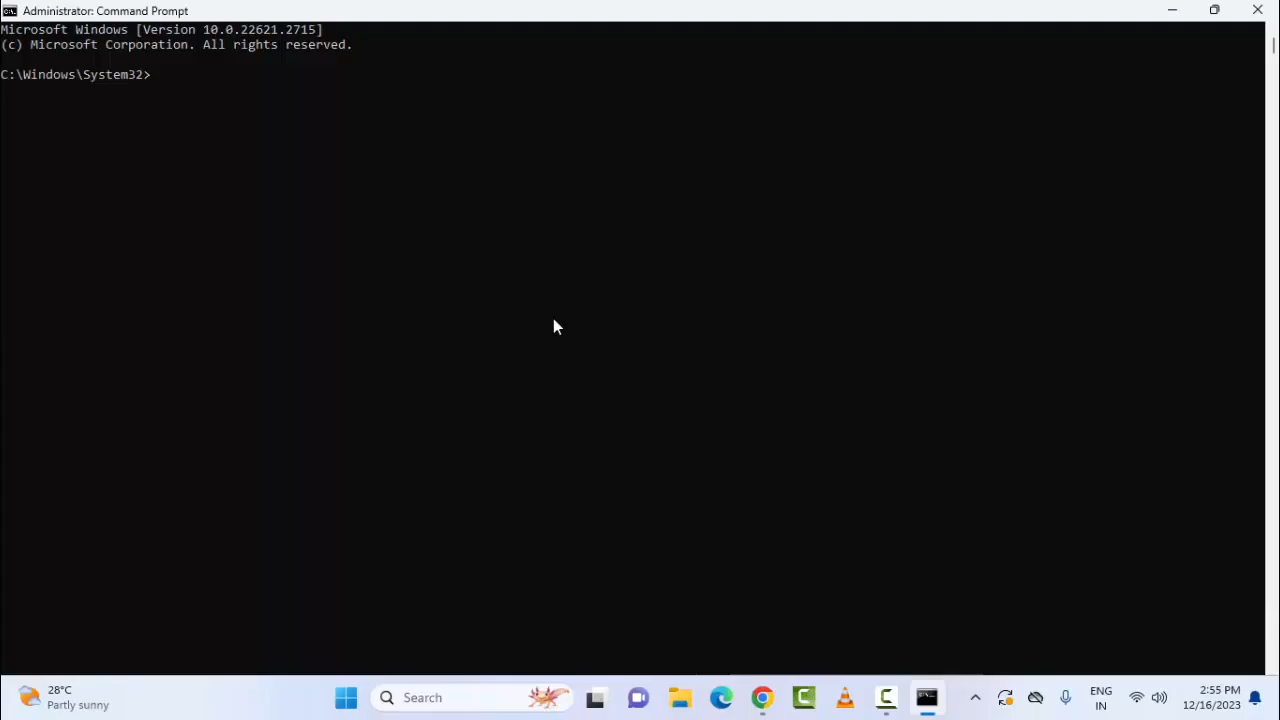 Administrator: Command Prompt
Microsoft Windows [Version 10.0.22621.2715]
(c) Microsoft Corporation. All rights reserved.
C:\Windows\System32>
28°C
Partly sunny
Search
ENG
IN
2:55 PM
12/16/2023